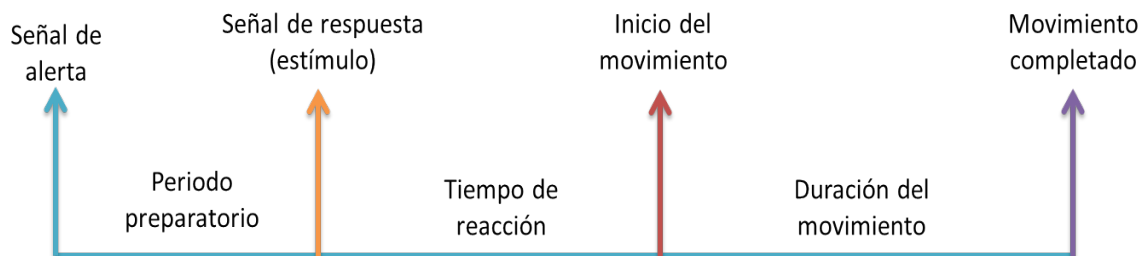 Señal de
alerta
Señal de respuesta
(estímulo)
Inicio del
movimiento
Movimiento
completado
Periodo
preparatorio
Tiempo de
reacción
Duración del
movimiento